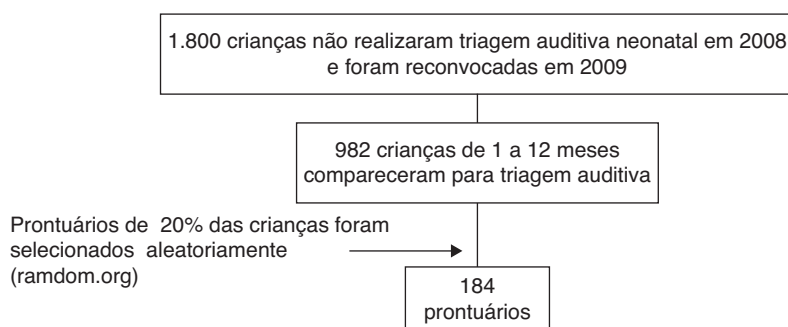 1.800 crianças não realizaram triagem auditiva neonatal em 2008
e foram reconvocadas em 2009
982 crianças de 1 a 12 meses
compareceram para triagem auditiva
Prontuários de 20% das crianças foram
selecionados aleatoriamente
(ramdom.org)
184
prontuários